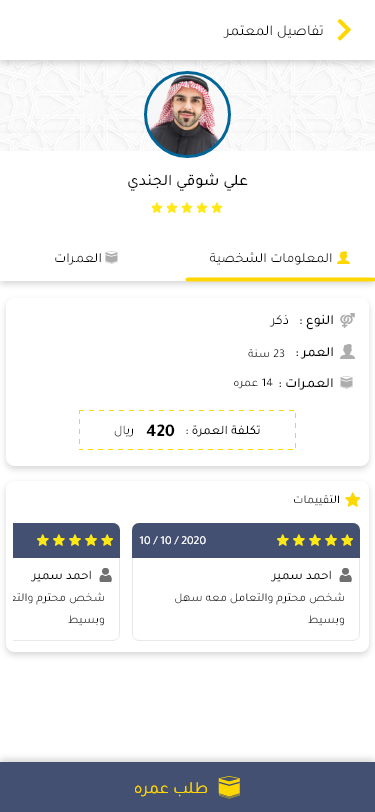 تفاصيل المعتمر
علي شوقي الجندي
المعلومات الشخصية
العمرات
النوع : ذكر
العمر : 23 سنة
العمرات : 14 عمره
تكلفة العمرة : 420 ريال
التقييمات
10 / 10 / 2020
احمد سمير
شخص محترم والتعامل معه سهل
وبسيط
احمد سمير
شخص محترم
وبسيط
طلب عمره